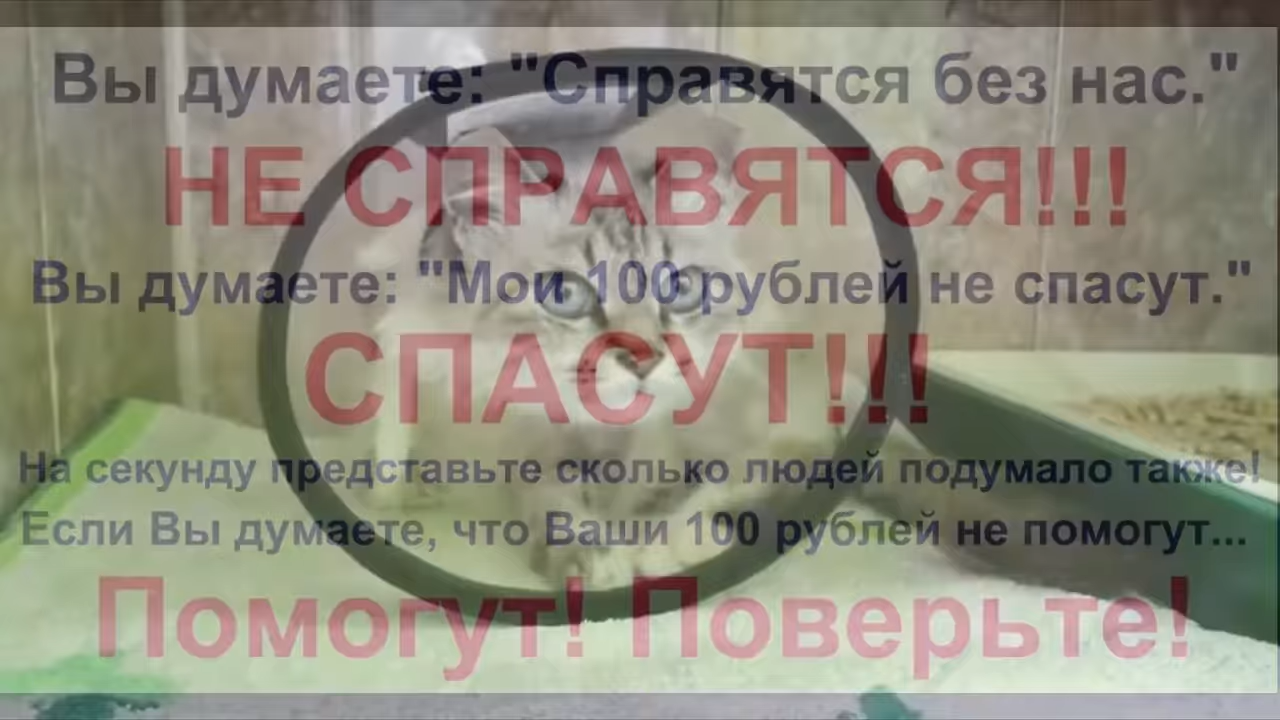 Вы думаете: "Справятся без нас."
НЕ СПРАВЯТСЯ!!!
Вы думаете: "Мои 100 рублей не спасут."
СПАСУТ!!!
На секунду представьте сколько людей подумало также!
Если Вы думаете, что Ваши 100 рублей не помогут...
Помогут! Поверьте!